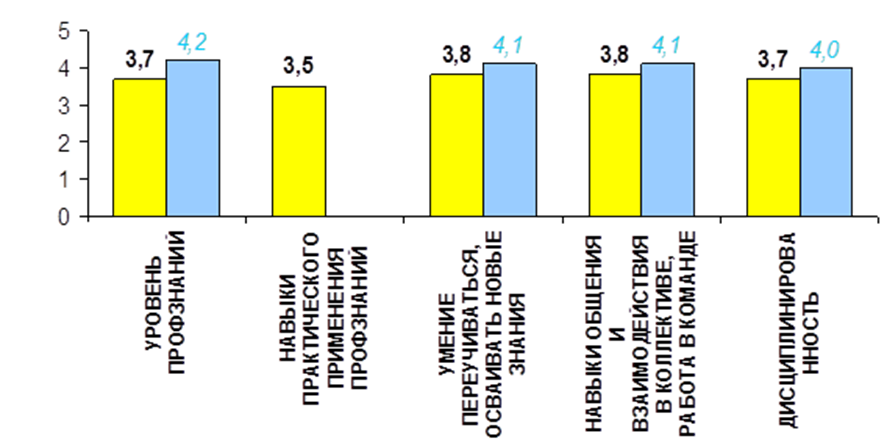 5
4
3
2
1
0
3,7
4,2
3,5
3,8
4,1
3,8
4,1
3,7
4,0
УРОВЕНЬ
ПРОФЗНАНИЙ
НАВЫКИ
ПРАКТИЧЕСКОГО
ПРИМЕНЕНИЯ
ПРОФЗНАНИЙ
УМЕНИЕ
ПЕРЕУЧИВАТЬСЯ,
ОСВАИВАТЬ НОВЫЕ
ЗНАНИЯ
НАВЫКИ ОБЩЕНИЯ
И
ВЗАИМОДЕЙСТВИЯ
В КОЛЛЕКТИВЕ,
РАБОТА В КОМАНДЕ
ДИСЦИПЛИНИРОВА
ННОСТЬ